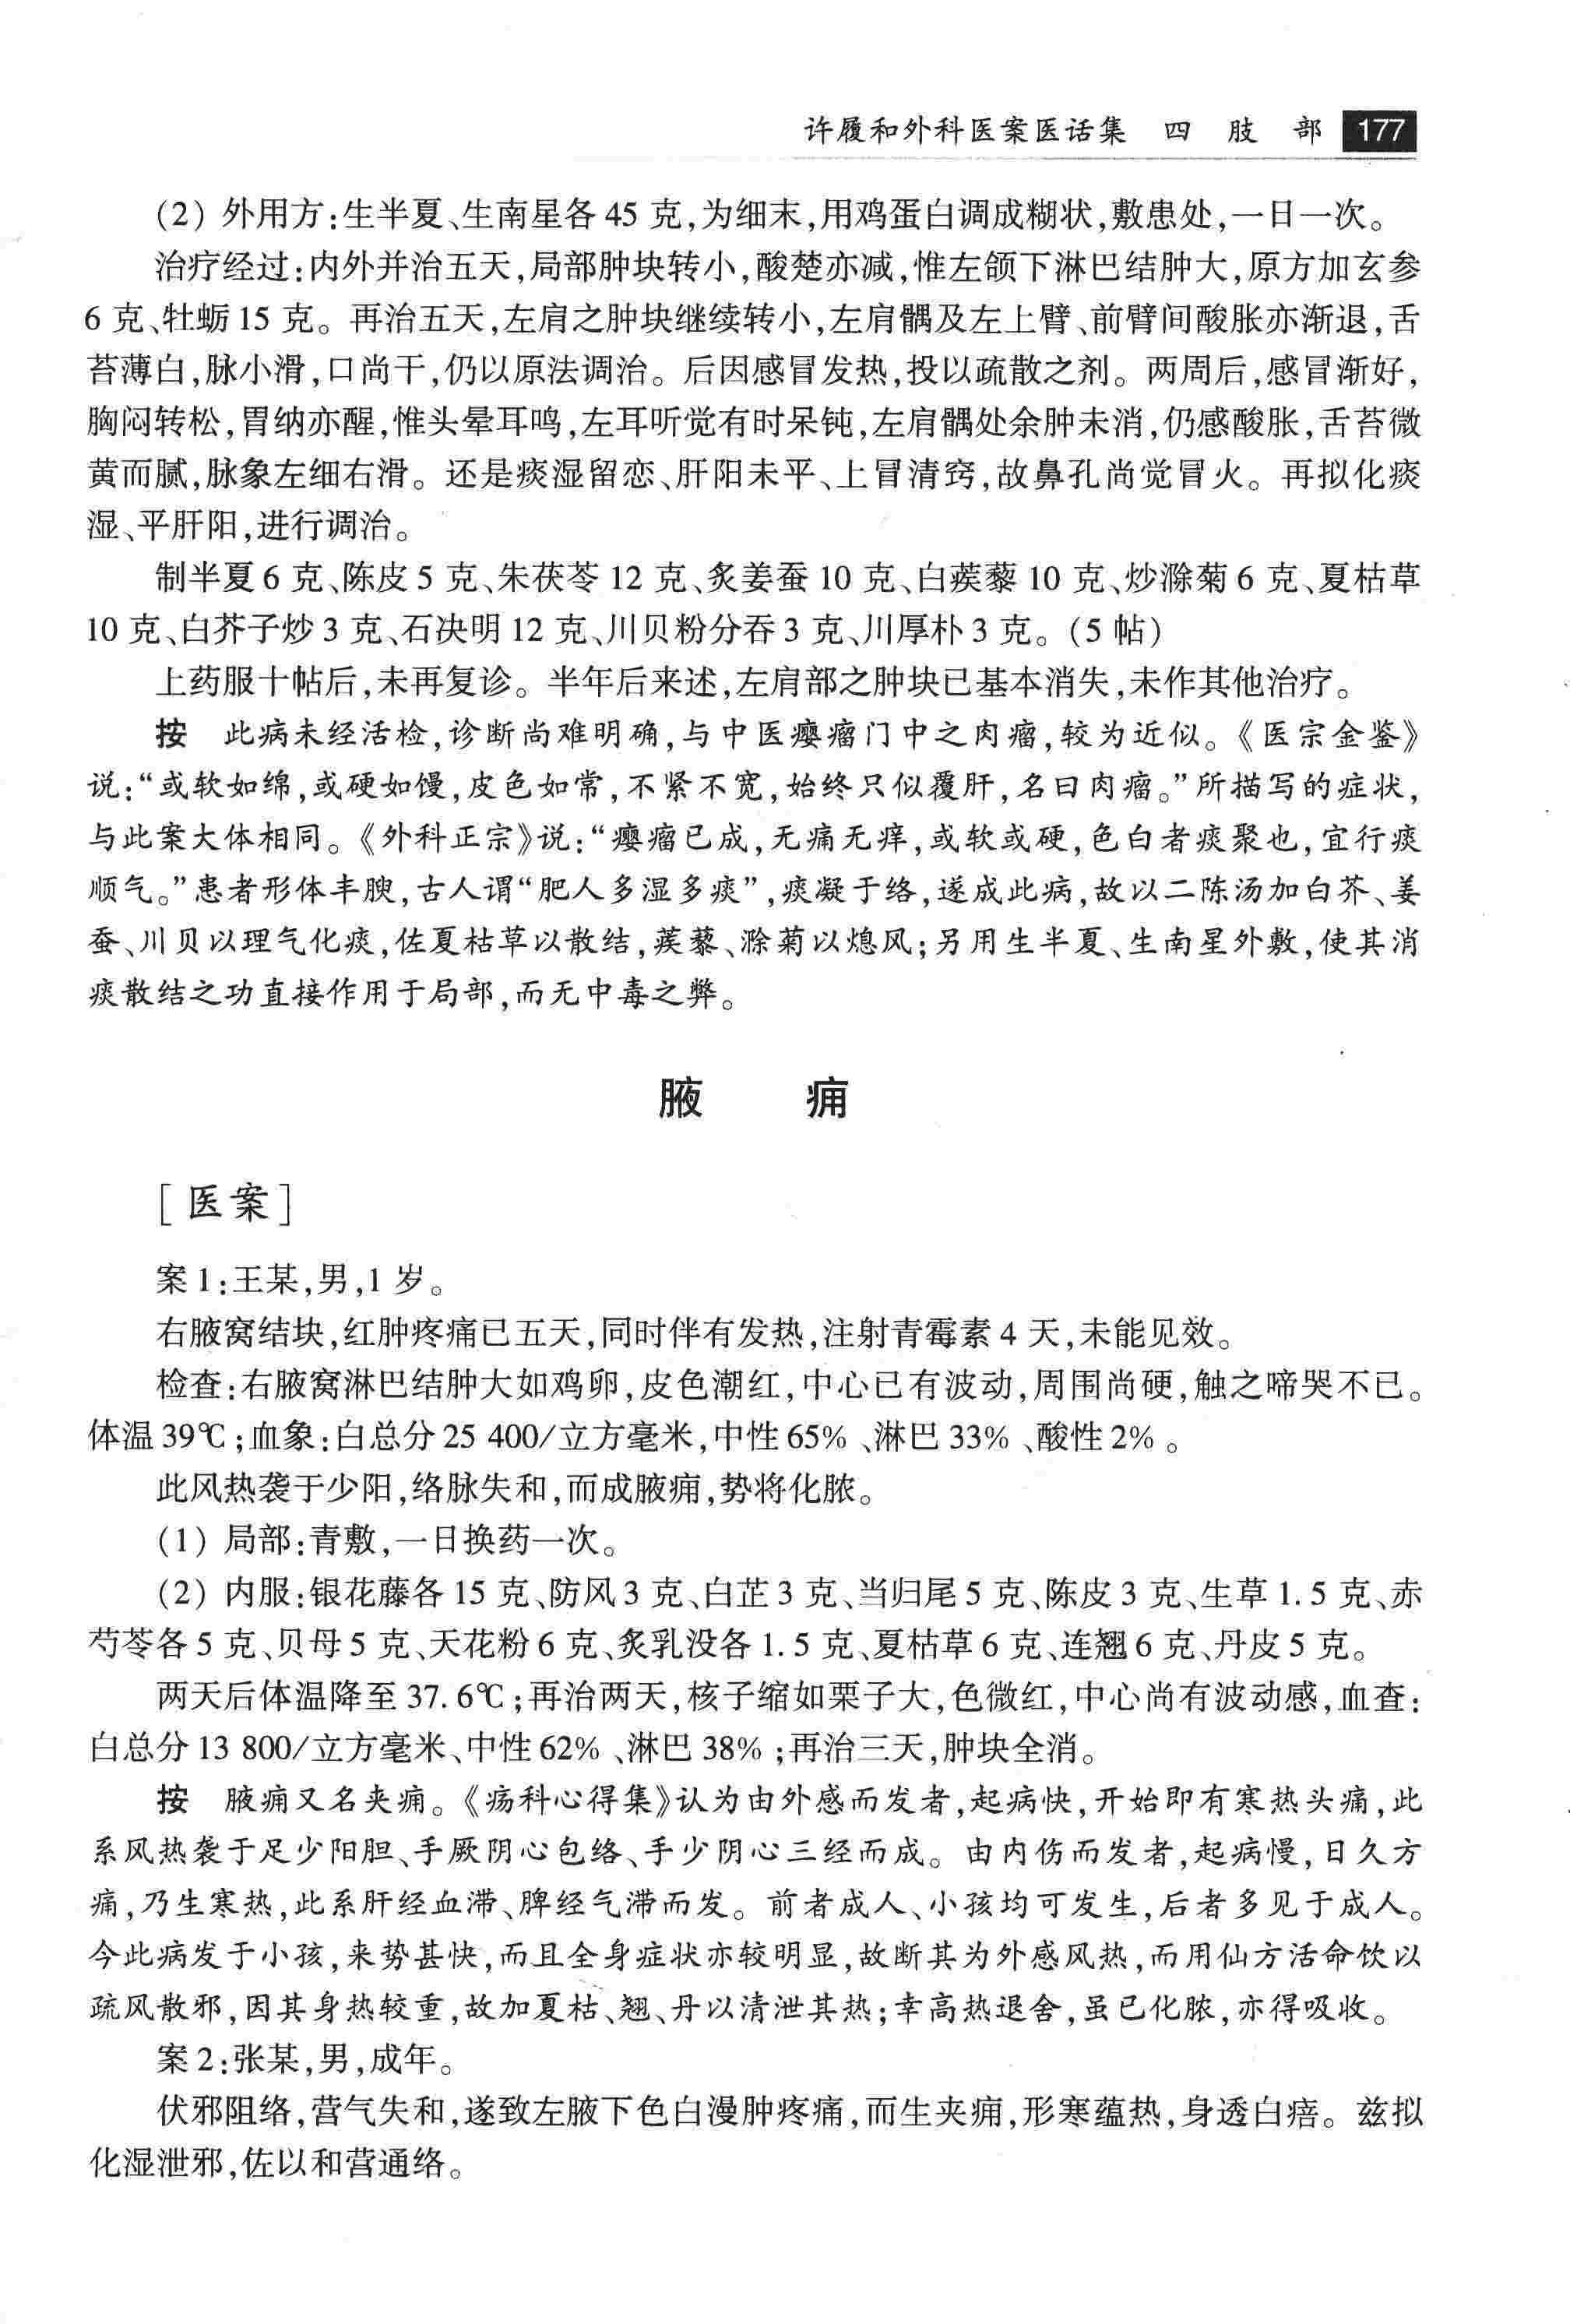 许履和外科医案医话集 四 肢 部 177
(2) 外用方:生半夏、生南星各 45 克,为细末,用鸡蛋白调成糊状,敷患处,一日一次。
治疗经过:内外并治五天,局部肿块转小,酸楚亦减,惟左颌下淋巴结肿大,原方加玄参
6 克、牡蛎 15 克。再治五天,左肩之肿块继续转小,左肩髃及左上臂、前臂间酸胀亦渐退,舌
苔薄白,脉小滑,口尚干,仍以原法调治。后因感冒发热,投以疏散之剂。两周后,感冒渐好,
胸闷转松,胃纳亦醒,惟头晕耳鸣,左耳听觉有时呆钝,左肩髃处余肿未消,仍感酸胀,舌苔微
黄而腻,脉象左细右滑。还是痰湿留恋、肝阳未平、上冒清窍,故鼻孔尚觉冒火。再拟化痰
湿、平肝阳,进行调治。
制半夏 6 克、陈皮 5 克、朱茯苓 12 克、炙姜蚕 10 克、白蒺藜 10 克、炒滁菊 6 克、夏枯草
10 克、白芥子炒 3 克、石决明 12 克、川贝粉分吞 3 克、川厚朴 3 克。(5 帖)
上药服十帖后,未再复诊。半年后来述,左肩部之肿块已基本消失,未作其他治疗。
按 此病未经活检,诊断尚难明确,与中医瘿瘤门中之肉瘤,较为近似。《医宗金鉴》
说:“或软如绵,或硬如馒,皮色如常,不紧不宽,始终只似覆肝,名曰肉瘤。”所描写的症状,
与此案大体相同。《外科正宗》说:“瘿瘤已成,无痛无痒,或软或硬,色白者痰聚也,宜行痰
顺气。”患者形体丰腴,古人谓“肥人多湿多痰”,痰凝于络,遂成此病,故以二陈汤加白芥、姜
蚕、川贝以理气化痰,佐夏枯草以散结,蒺藜、滁菊以熄风;另用生半夏、生南星外敷,使其消
痰散结之功直接作用于局部,而无中毒之弊。
腋 痈
[医案]
案 1:王某,男,1 岁。
右腋窝结块,红肿疼痛已五天,同时伴有发热,注射青霉素 4 天,未能见效。
检查:右腋窝淋巴结肿大如鸡卵,皮色潮红,中心已有波动,周围尚硬,触之啼哭不已。
体温 39℃;血象:白总分 25 400/立方毫米,中性 65%、淋巴 33%、酸性 2%。
此风热袭于少阳,络脉失和,而成腋痈,势将化脓。
(1) 局部:青敷,一日换药一次。
(2) 内服:银花藤各 15 克、防风 3 克、白芷 3 克、当归尾 5 克、陈皮 3 克、生草 1.5 克、赤
芍苓各 5 克、贝母 5 克、天花粉 6 克、炙乳没各 1.5 克、夏枯草 6 克、连翘 6 克、丹皮 5 克。
两天后体温降至 37.6℃;再治两天,核子缩如栗子大,色微红,中心尚有波动感,血查:
白总分 13 800/立方毫米、中性 62%、淋巴 38%;再治三天,肿块全消。
按 腋痈又名夹痈。《疡科心得集》认为由外感而发者,起病快,开始即有寒热头痛,此
系风热袭于足少阳胆、手厥阴心包络、手少阴心三经而成。由内伤而发者,起病慢,日久方
痛,乃生寒热,此系肝经血滞、脾经气滞而发。前者成人、小孩均可发生,后者多见于成人。
今此病发于小孩,来势甚快,而且全身症状亦较明显,故断其为外感风热,而用仙方活命饮以
疏风散邪,因其身热较重,故加夏枯、翘、丹以清泄其热;幸高热退舍,虽已化脓,亦得吸收。
案 2:张某,男,成年。
伏邪阻络,营气失和,遂致左腋下色白漫肿疼痛,而生夹痈,形寒蕴热,身透白㾦。兹拟
化湿泄邪,佐以和营通络。